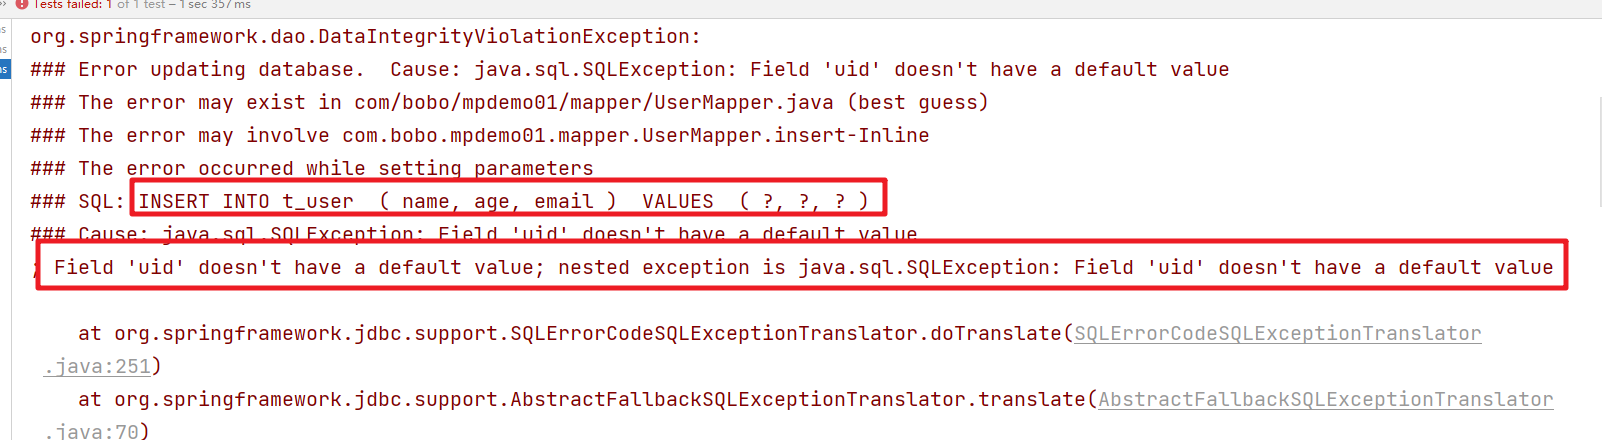 Tests failed: 1 of 1 test – 1 sec 357 ms
org.springframework.dao.DataIntegrityViolationException:
### Error updating database.  Cause: java.sql.SQLException: Field 'uid' doesn't have a default value
### The error may exist in com/bobo/mpdemo01/mapper/UserMapper.java (best guess)
### The error may involve com.bobo.mpdemo01.mapper.UserMapper.insert-Inline
### The error occurred while setting parameters
### SQL: INSERT INTO t_user  ( name, age, email )  VALUES  ( ?, ?, ? )
### Cause: java.sql.SQLException: Field 'uid' doesn't have a default value
; Field 'uid' doesn't have a default value; nested exception is java.sql.SQLException: Field 'uid' doesn't have a default value
at org.springframework.jdbc.support.SQLErrorCodeSQLExceptionTranslator.doTranslate(SQLErrorCodeSQLExceptionTranslator
.java:251)
at org.springframework.jdbc.support.AbstractFallbackSQLExceptionTranslator.translate(AbstractFallbackSQLExceptionTranslator
.java:70)